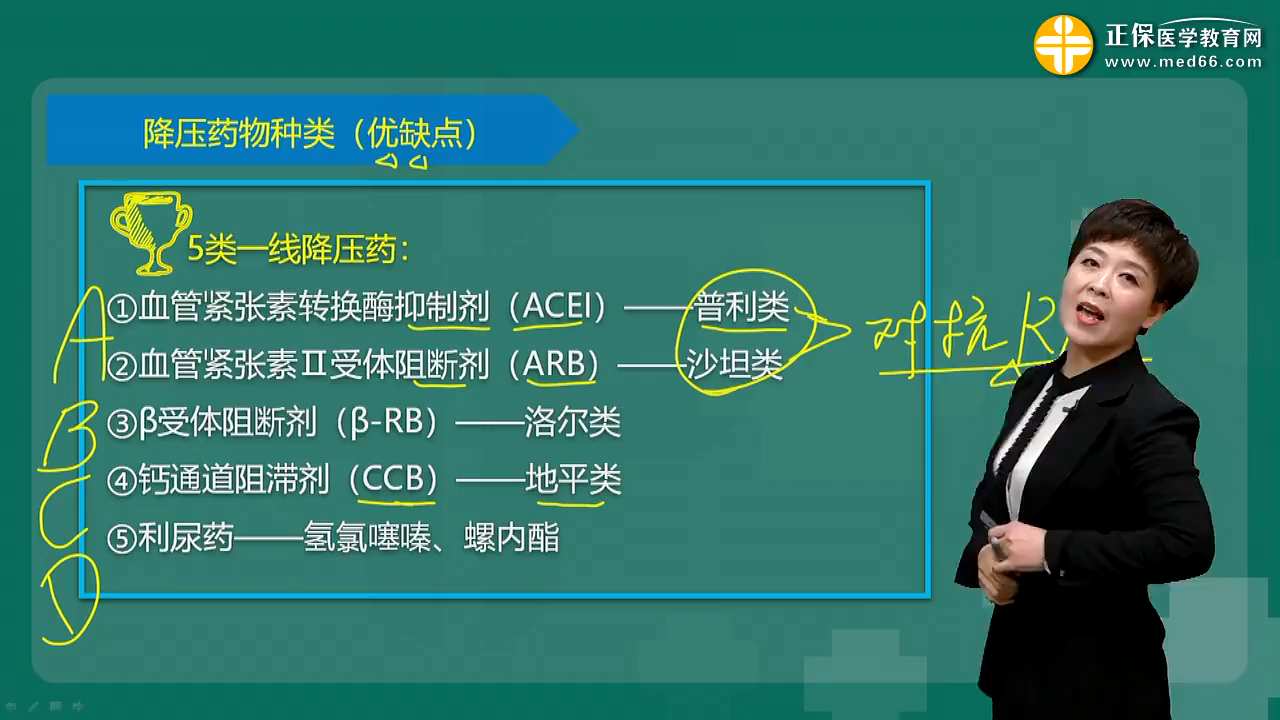 正保医学教育网
www.med66.com
降压药物种类（优缺点）
5类一线降压药：
A
①血管紧张素转换酶抑制剂（ACEI）——普利类
②血管紧张素Ⅱ受体阻断剂（ARB）——沙坦类
对抗R
B
③β受体阻断剂（β-RB）——洛尔类
C
④钙通道阻滞剂（CCB）——地平类
D
⑤利尿药——氢氯噻嗪、螺内酯